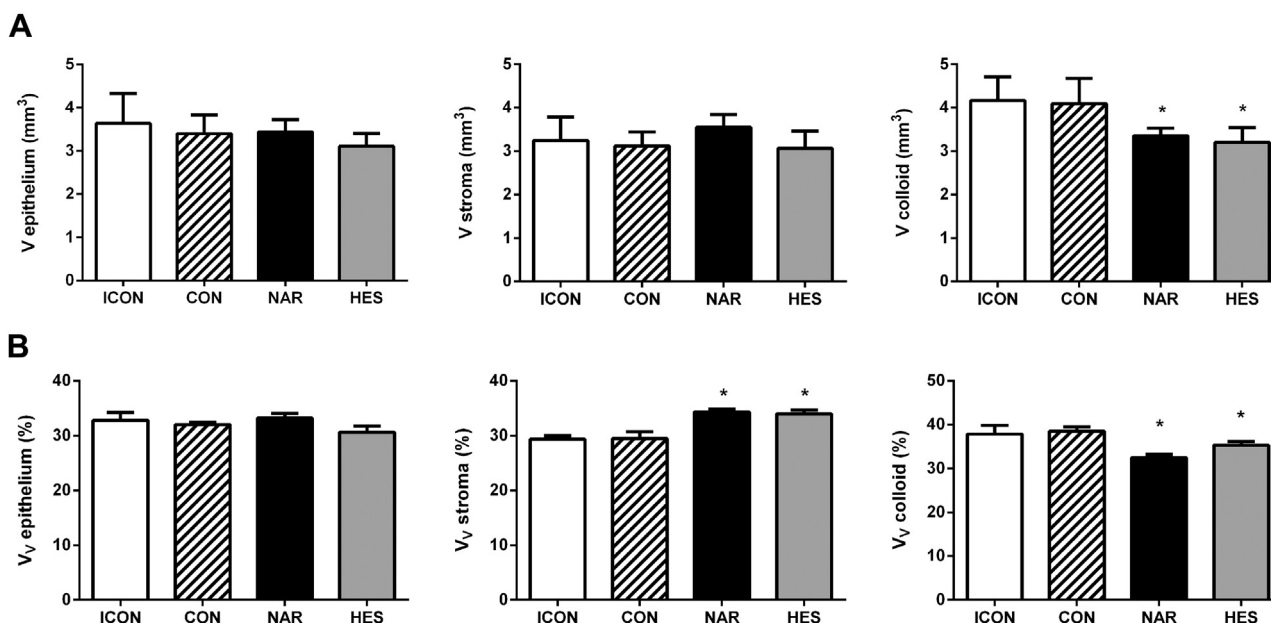 A
V epithelium (mm³)
5
4
3
2
1
0
ICON CON NAR HES
V stroma (mm³)
5
4
3
2
1
0
ICON CON NAR HES
V colloid (mm³)
5
4
3
2
1
0
* *
ICON CON NAR HES
B
Vᵥ epithelium (%)
40
30
20
10
0
ICON CON NAR HES
Vᵥ stroma (%)
40
30
20
10
0
* *
ICON CON NAR HES
Vᵥ colloid (%)
50
40
30
20
10
0
* *
ICON CON NAR HES